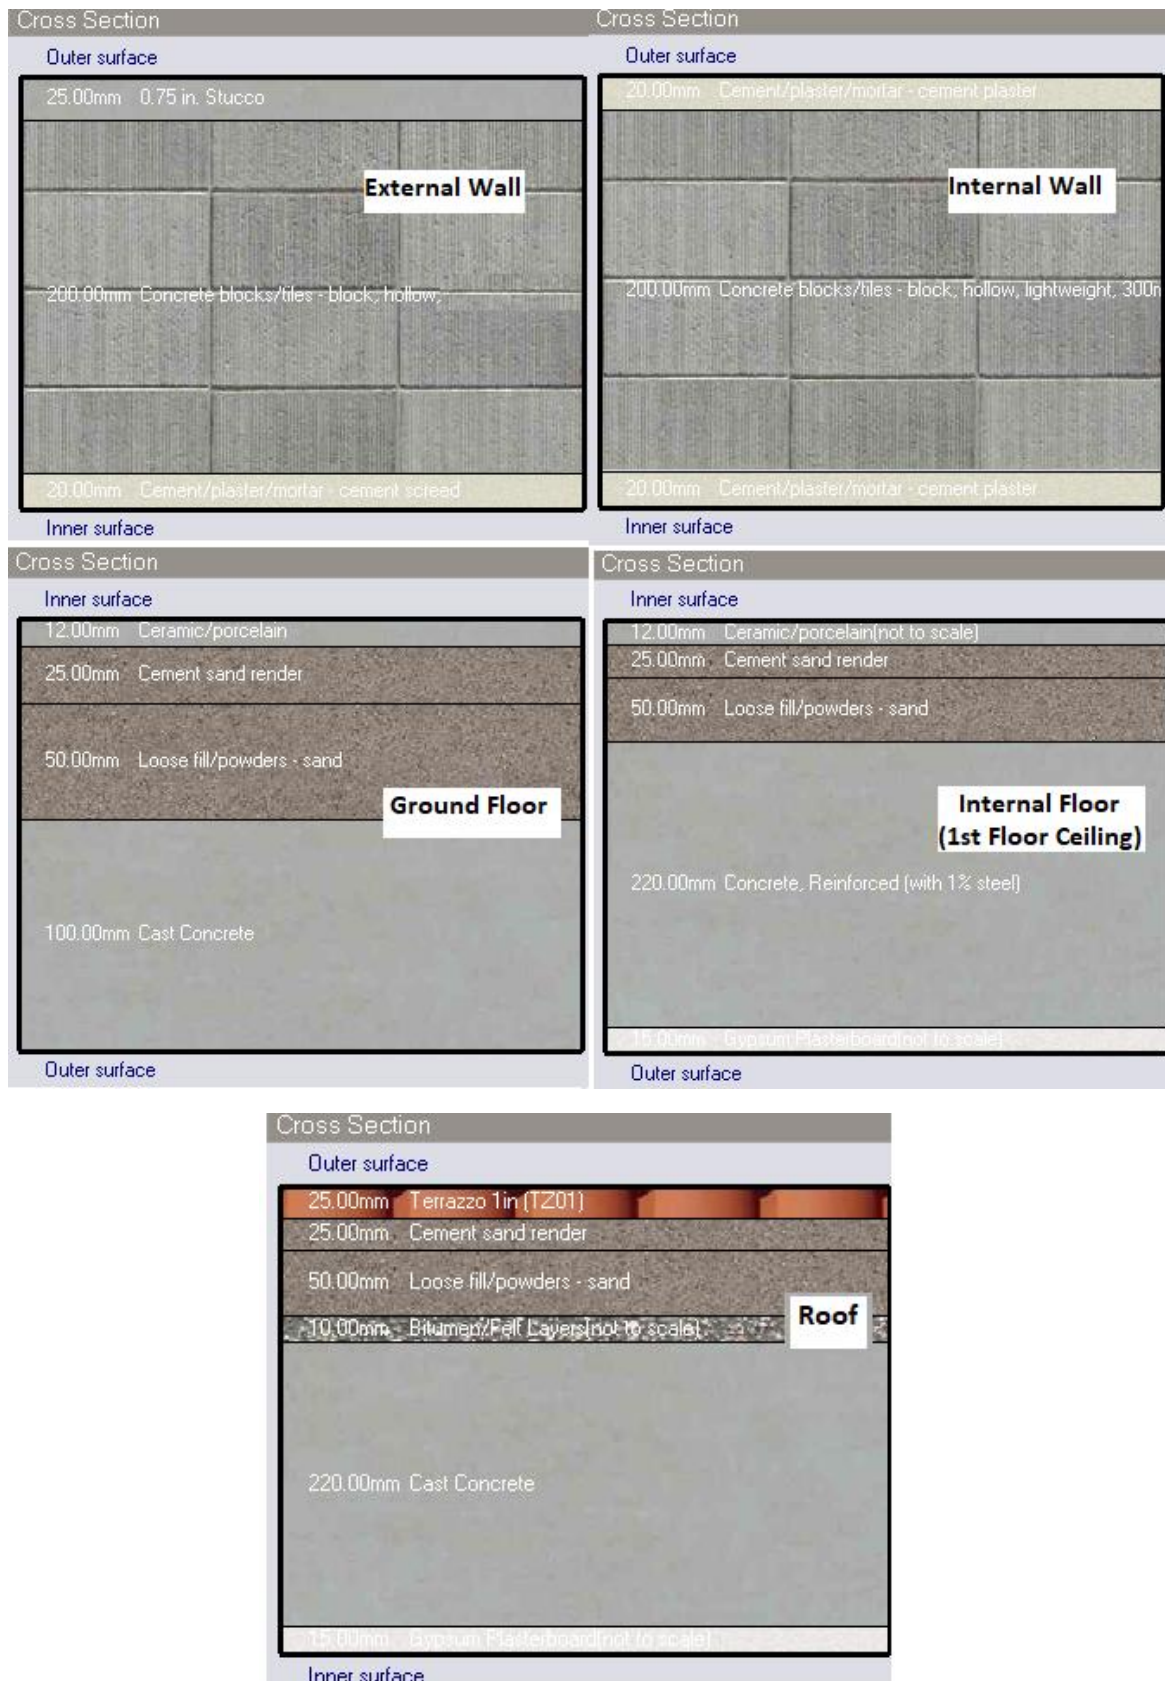 Cross Section
Outer surface
25.00mm 0.75 in. Stucco
External Wall
200.00mm Concrete blocks/tiles - block, hollow,
20.00mm Cement/plaster/mortar - cement screed
Inner surface
Cross Section
Outer surface
20.00mm Cement/plaster/mortar - cement plaster
Internal Wall
200.00mm Concrete blocks/tiles - block, hollow, lightweight, 300m
20.00mm Cement/plaster/mortar - cement plaster
Inner surface
Cross Section
Inner surface
12.00mm Ceramic/porcelain
25.00mm Cement sand render
50.00mm Loose fill/powders - sand
Ground Floor
100.00mm Cast Concrete
Outer surface
Cross Section
Inner surface
12.00mm Ceramic/porcelain(not to scale)
25.00mm Cement sand render
50.00mm Loose fill/powders - sand
Internal Floor
(1st Floor Ceiling)
220.00mm Concrete, Reinforced (with 1% steel)
15.00mm Gypsum Plasterboard(not to scale)
Outer surface
Cross Section
Outer surface
25.00mm Terrazzo 1in (TZ01)
25.00mm Cement sand render
50.00mm Loose fill/powders - sand
Roof
10.00mm Bitumen/Felt Layers(not to scale)
220.00mm Cast Concrete
15.00mm Gypsum Plasterboard(not to scale)
Inner surface